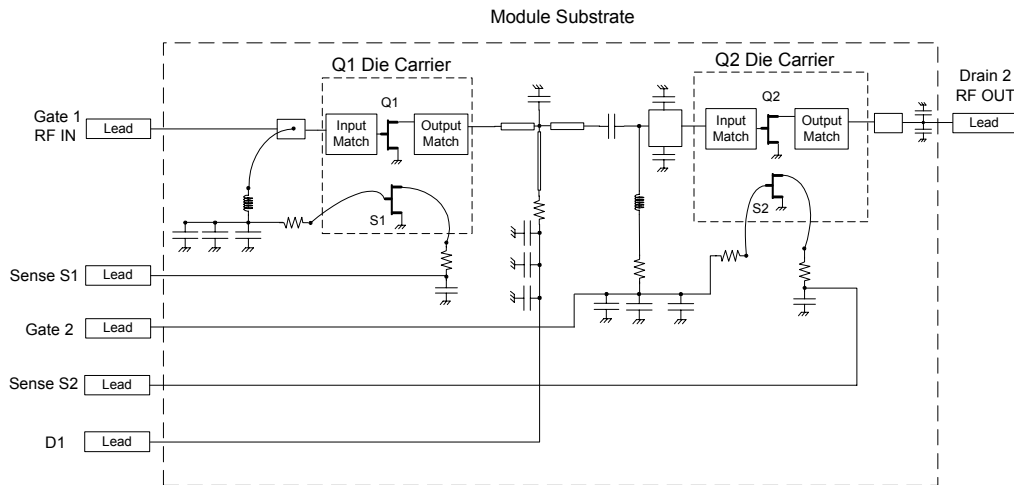 Module Substrate
Q1 Die Carrier
Q2 Die Carrier
Drain 2
RF OUT
Gate 1
RF IN
Lead
Input
Match
Q1
Output
Match
Input
Match
Q2
Output
Match
Lead
S1
S2
Sense S1
Lead
Gate 2
Lead
Sense S2
Lead
D1
Lead